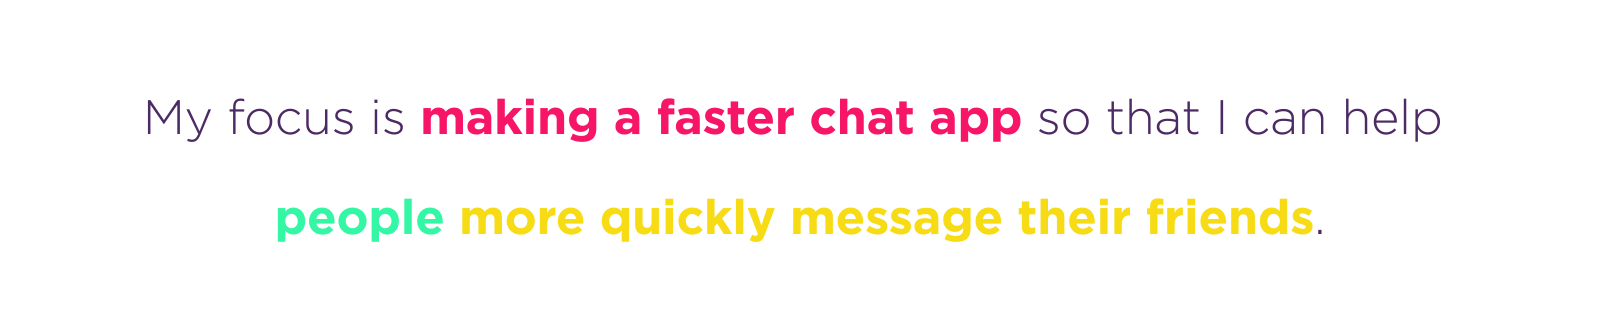 My focus is making a faster chat app so that I can help
people more quickly message their friends.